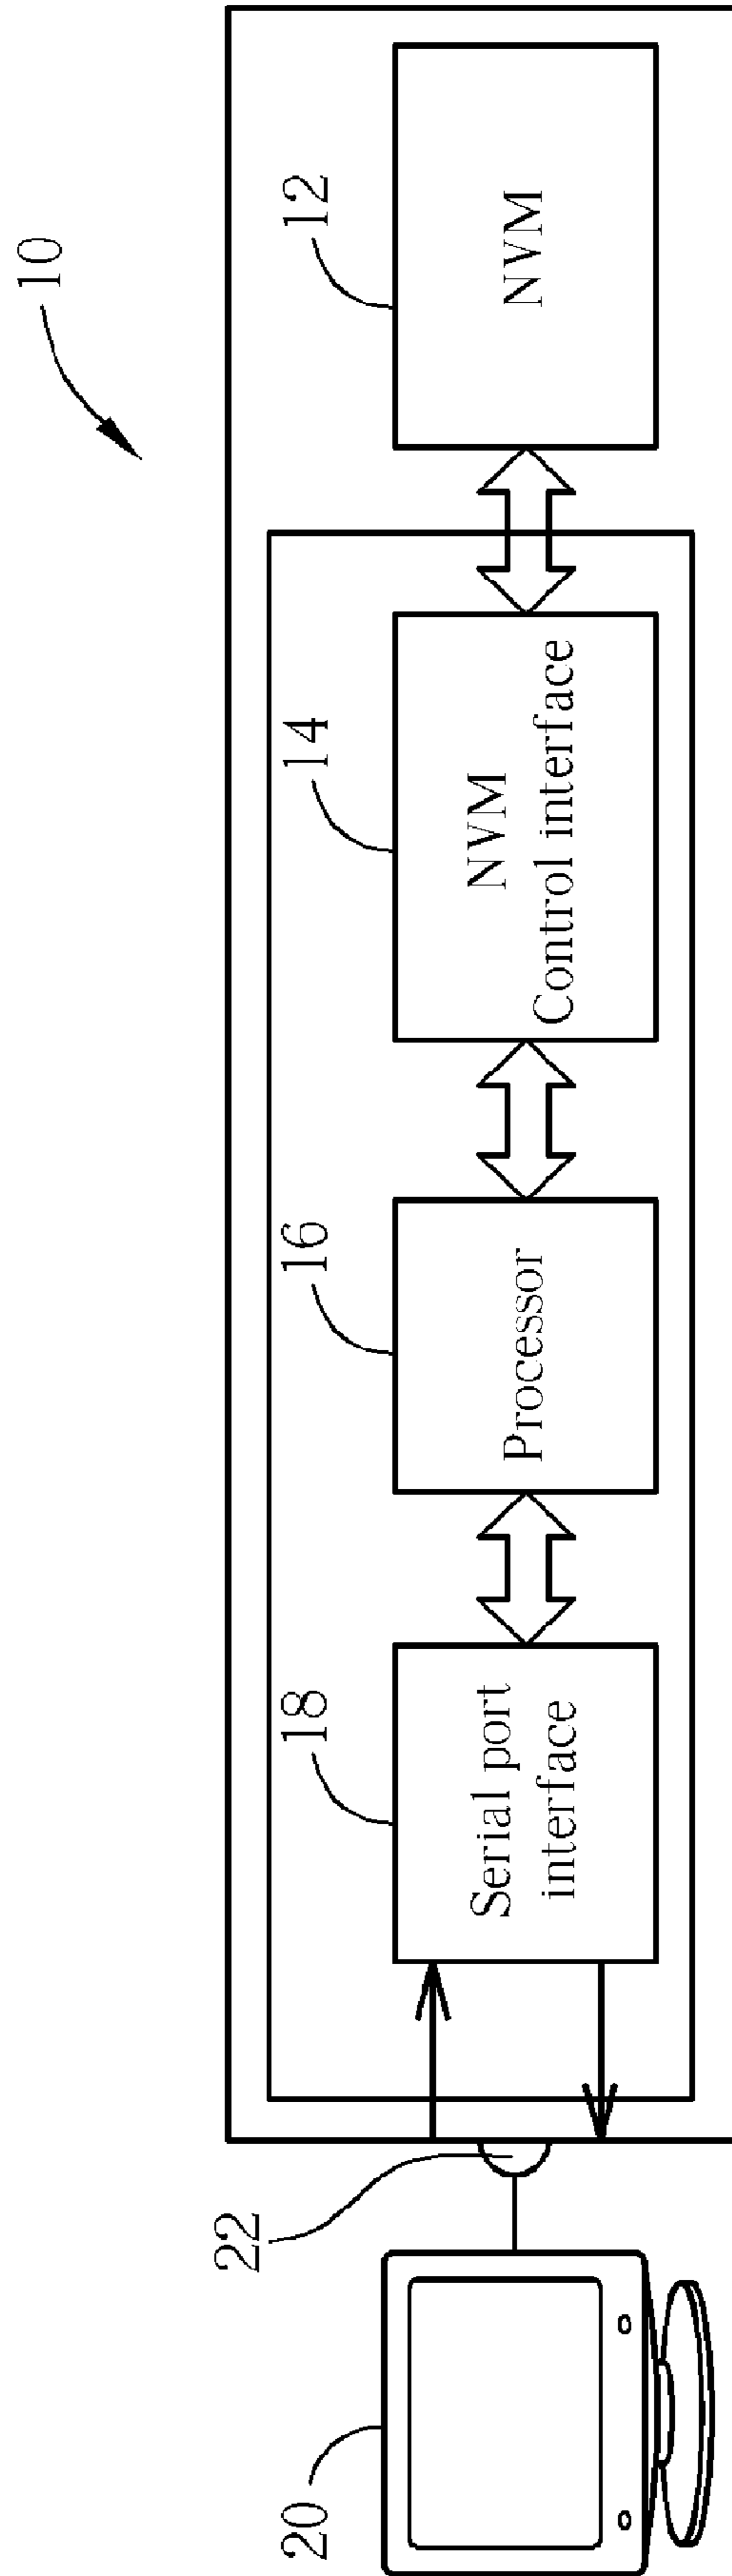 10
20
22
18
16
14
12
Serial port
interface
Processor
NVM
Control interface
NVM